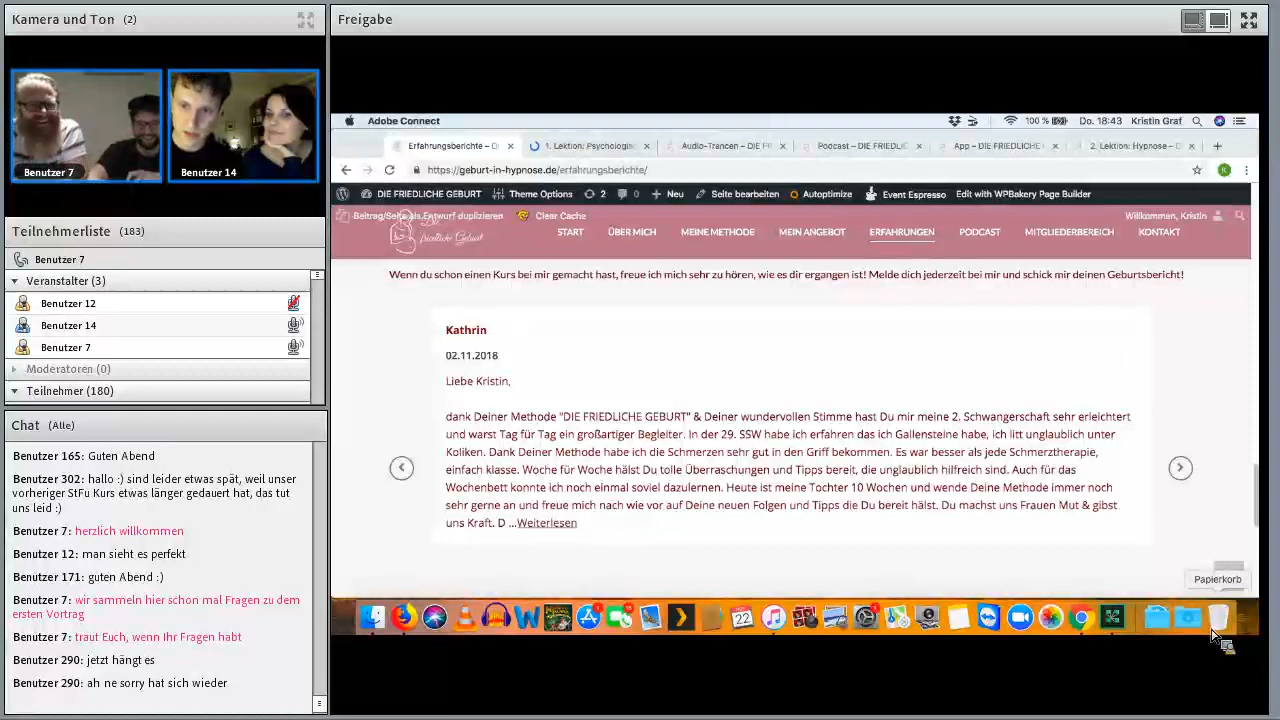 Kamera und Ton (2)
Benutzer 7
Benutzer 14
Teilnehmerliste (183)
Benutzer 7
Veranstalter (3)
Benutzer 12
Benutzer 14
Benutzer 7
Moderatoren (0)
Teilnehmer (180)
Chat (Alle)
Benutzer 165: Guten Abend
Benutzer 302: hallo :) sind leider etwas spät, weil unser
vorheriger StFu Kurs etwas länger gedauert hat, das tut
uns leid :)
Benutzer 7: herzlich willkommen
Benutzer 12: man sieht es perfekt
Benutzer 171: guten Abend :)
Benutzer 7: wir sammeln hier schon mal Fragen zu dem
ersten Vortrag
Benutzer 7: traut Euch, wenn Ihr Fragen habt
Benutzer 290: jetzt hängt es
Benutzer 290: ah ne sorry hat sich wieder
Freigabe
Adobe Connect
100 %
Do. 18:43
Kristin Graf
Erfahrungsberichte – D
1. Lektion: Psychologis
Audio-Trancen – DIE FR
Podcast – DIE FRIEDLIC
App – DIE FRIEDLICHE
2. Lektion: Hypnose – D
https://geburt-in-hypnose.de/erfahrungsberichte/
DIE FRIEDLICHE GEBURT
Theme Options
2
0
Neu
Seite bearbeiten
Autoptimize
Event Espresso
Edit with WPBakery Page Builder
Beitrag/Seite als Entwurf duplizieren
Clear Cache
Willkommen, Kristin
Die
friedliche Geburt
START
ÜBER MICH
MEINE METHODE
MEIN ANGEBOT
ERFAHRUNGEN
PODCAST
MITGLIEDERBEREICH
KONTAKT
Wenn du schon einen Kurs bei mir gemacht hast, freue ich mich sehr zu hören, wie es dir ergangen ist! Melde dich jederzeit bei mir und schick mir deinen Geburtsbericht!
Kathrin
02.11.2018
Liebe Kristin,
dank Deiner Methode "DIE FRIEDLICHE GEBURT" & Deiner wundervollen Stimme hast Du mir meine 2. Schwangerschaft sehr erleichtert
und warst Tag für Tag ein großartiger Begleiter. In der 29. SSW habe ich erfahren das ich Gallensteine habe, ich litt unglaublich unter
Koliken. Dank Deiner Methode habe ich die Schmerzen sehr gut in den Griff bekommen. Es war besser als jede Schmerztherapie,
einfach klasse. Woche für Woche hälst Du tolle Überraschungen und Tipps bereit, die unglaublich hilfreich sind. Auch für das
Wochenbett konnte ich noch einmal soviel dazulernen. Heute ist meine Tochter 10 Wochen und wende Deine Methode immer noch
sehr gerne an und freue mich nach wie vor auf Deine neuen Folgen und Tipps die Du bereit hälst. Du machst uns Frauen Mut & gibst
uns Kraft. D ...Weiterlesen
Papierkorb
22